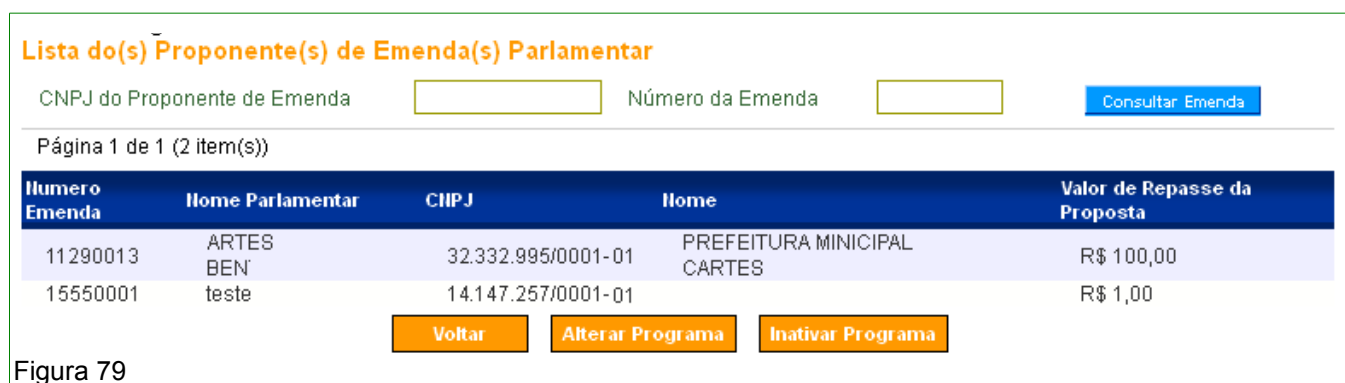 Lista do(s) Proponente(s) de Emenda(s) Parlamentar
CNPJ do Proponente de Emenda Número da Emenda Consultar Emenda
Página 1 de 1 (2 item(s))
Numero Emenda Nome Parlamentar CNPJ Nome Valor de Repasse da Proposta
11290013 ARTES BEN 32.332.995/0001-01 PREFEITURA MINICIPAL CARTES R$ 100,00
15550001 teste 14.147.257/0001-01 R$ 1,00
Voltar Alterar Programa Inativar Programa
Figura 79